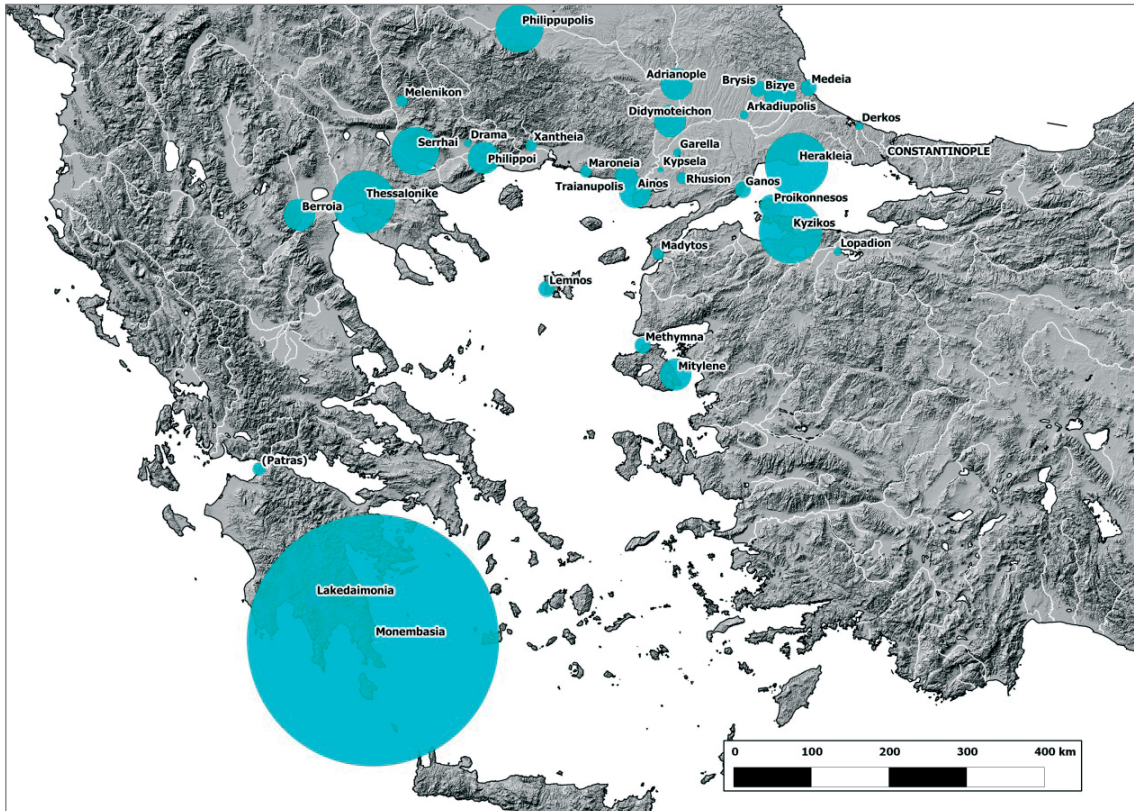 Philippupolis
Adrianople
Brysis
Bizye
Medeia
Melenikon
Arkadiupolis
Didymoteichon
Derkos
Serrhai
Drama
Xantheia
Garella
CONSTANTINOPLE
Philippoi
Maroneia
Kypsela
Herakleia
Thessalonike
Traianupolis
Ainos
Rhusion
Ganos
Berroia
Proikonnesos
Kyzikos
Madytos
Lopadion
Lemnos
Methymna
Mitylene
(Patras)
Lakedaimonia
Monembasia
0 100 200 300 400 km